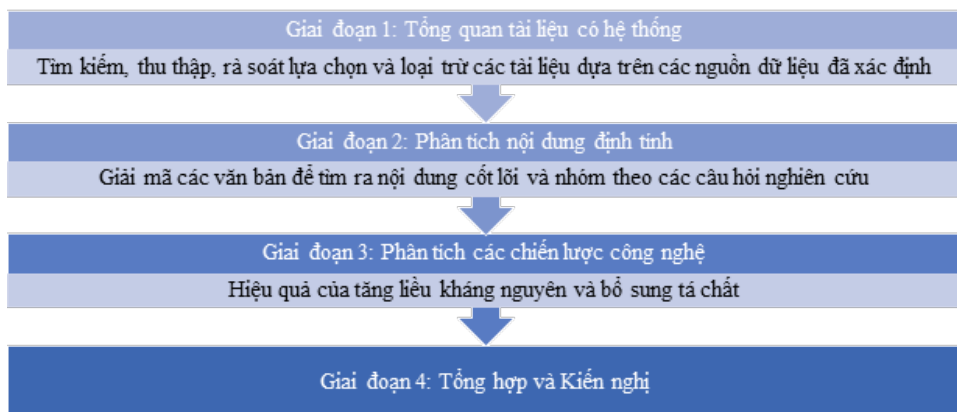 Giai đoạn 1: Tổng quan tài liệu có hệ thống
Tìm kiếm, thu thập, rà soát lựa chọn và loại trừ các tài liệu dựa trên các nguồn dữ liệu đã xác định
Giai đoạn 2: Phân tích nội dung định tính
Giải mã các văn bản để tìm ra nội dung cốt lõi và nhóm theo các câu hỏi nghiên cứu
Giai đoạn 3: Phân tích các chiến lược công nghệ
Hiệu quả của tăng liều kháng nguyên và bổ sung tá chất
Giai đoạn 4: Tổng hợp và Kiến nghị